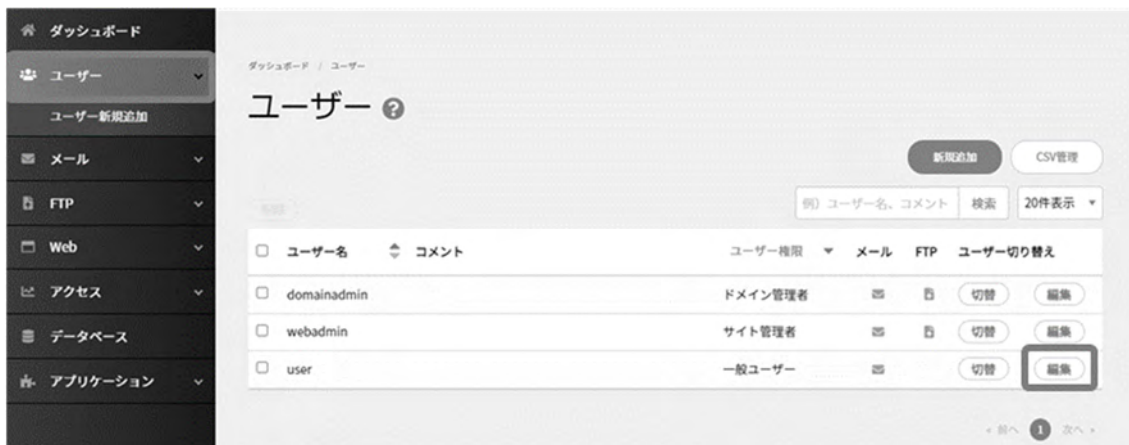 ダッシュボード
ユーザー
ユーザー新規追加
メール
FTP
Web
アクセス
データベース
アプリケーション
ダッシュボード / ユーザー
ユーザー ?
新規追加 CSV管理
削除
例）ユーザー名、コメント 検索 20件表示
ユーザー名 コメント ユーザー権限 メール FTP ユーザー切り替え
domainadmin ドメイン管理者 切替 編集
webadmin サイト管理者 切替 編集
user 一般ユーザー 切替 編集
< 前へ 1 次へ >